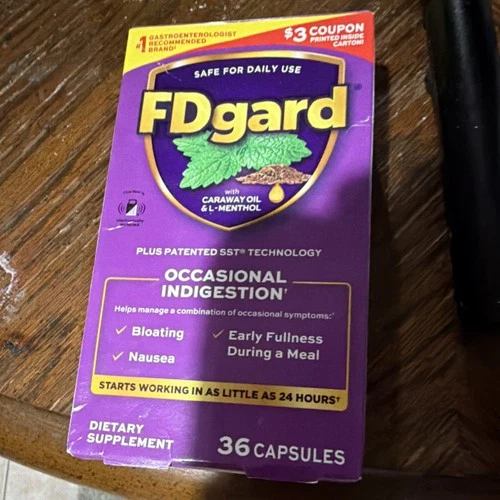 #1 GASTROENTEROLOGIST
RECOMMENDED
BRAND‡
$3 COUPON
PRINTED INSIDE
CARTON!
SAFE FOR DAILY USE
FDgard®
with
CARAWAY OIL
& L-MENTHOL
PLUS PATENTED SST® TECHNOLOGY
OCCASIONAL
INDIGESTION†
Helps manage a combination of occasional symptoms:†
✓ Bloating
✓ Nausea
✓ Early Fullness
During a Meal
STARTS WORKING IN AS LITTLE AS 24 HOURS†
DIETARY
SUPPLEMENT
36 CAPSULES